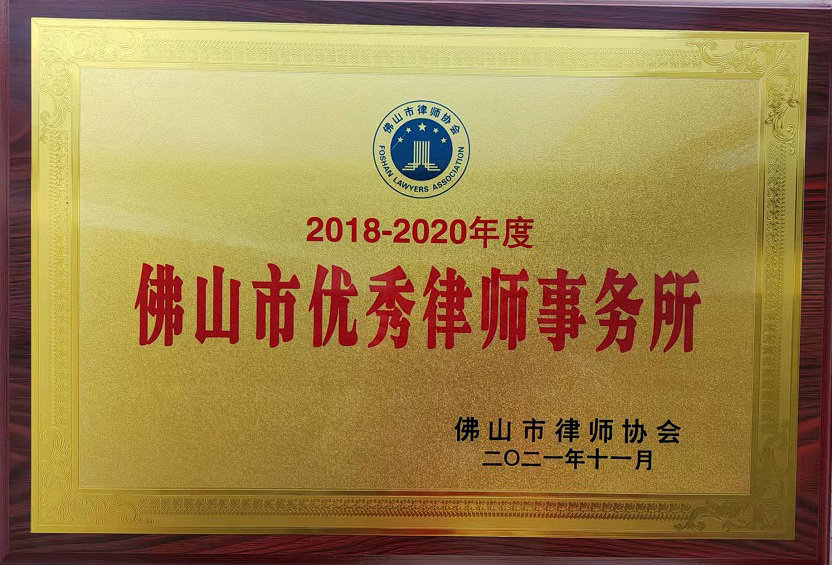 佛山市律师协会
FOSHAN LAWYERS ASSOCIATION
2018-2020年度
佛山市优秀律师事务所
佛山市律师协会
二〇二一年十一月